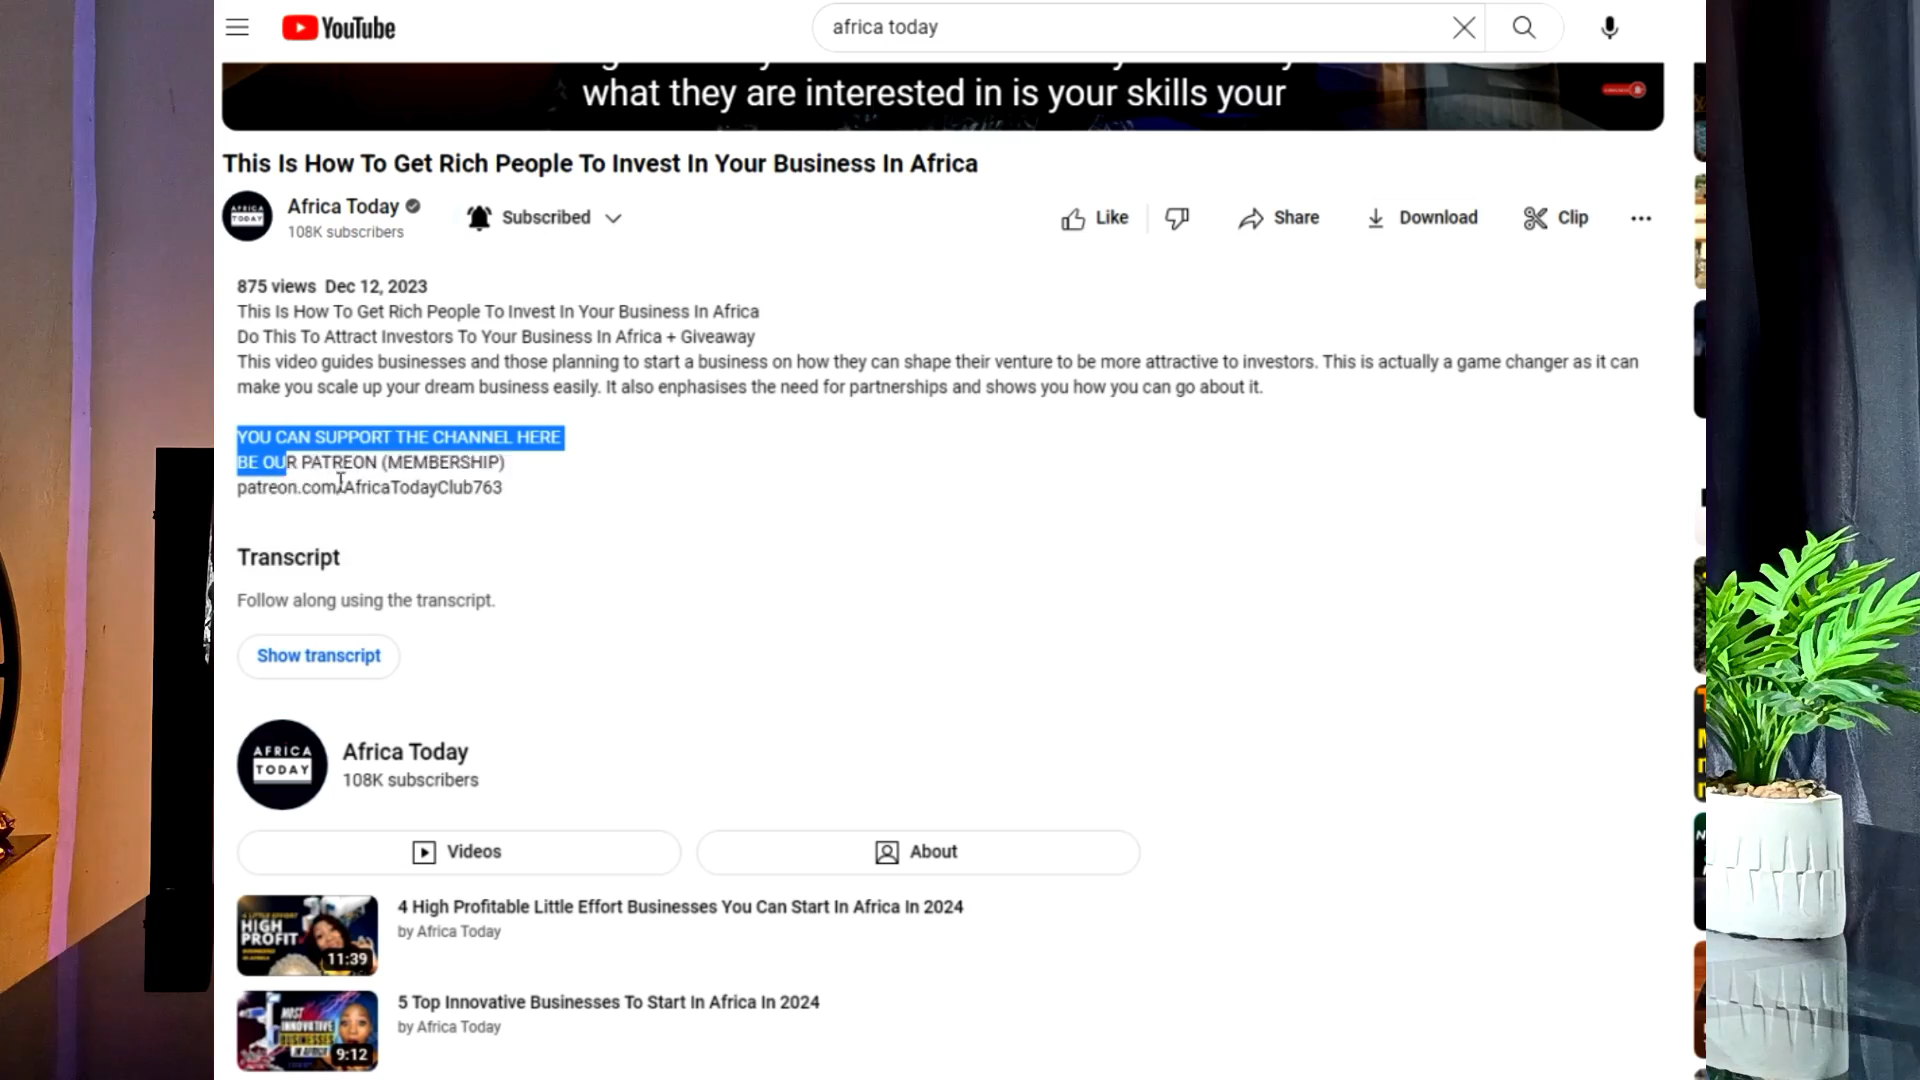 YouTube
africa today
what they are interested in is your skills your
This Is How To Get Rich People To Invest In Your Business In Africa
AFRICA
TODAY
Africa Today
108K subscribers
Subscribed
Like
Share
Download
Clip
875 views Dec 12, 2023
This Is How To Get Rich People To Invest In Your Business In Africa
Do This To Attract Investors To Your Business In Africa + Giveaway
This video guides businesses and those planning to start a business on how they can shape their venture to be more attractive to investors. This is actually a game changer as it can
make you scale up your dream business easily. It also enphasises the need for partnerships and shows you how you can go about it.
YOU CAN SUPPORT THE CHANNEL HERE
BE OUR PATREON (MEMBERSHIP)
patreon.com/AfricaTodayClub763
Transcript
Follow along using the transcript.
Show transcript
AFRICA
TODAY
Africa Today
108K subscribers
Videos
About
HIGH
PROFIT
11:39
4 High Profitable Little Effort Businesses You Can Start In Africa In 2024
by Africa Today
MOST
INNOVATIVE
BUSINESSES
IN AFRICA
9:12
5 Top Innovative Businesses To Start In Africa In 2024
by Africa Today